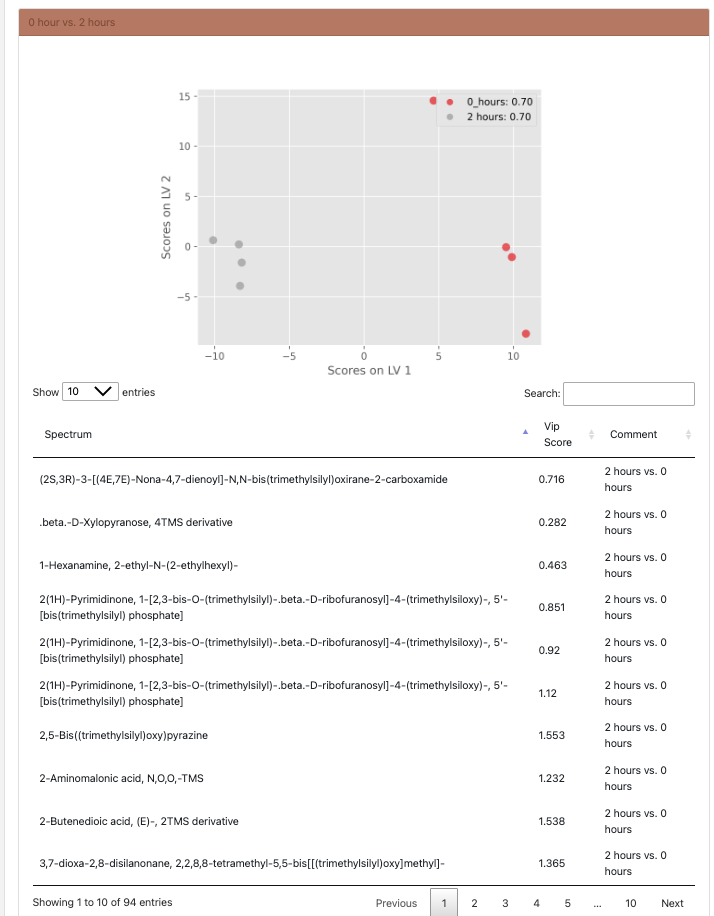 0 hour vs. 2 hours
15
10
5
0
−5
Scores on LV 2
0_hours: 0.70
2 hours: 0.70
−10
−5
0
5
10
Scores on LV 1
Show 10 entries
Search:
Spectrum
Vip
Score
Comment
(2S,3R)-3-[(4E,7E)-Nona-4,7-dienoyl]-N,N-bis(trimethylsilyl)oxirane-2-carboxamide
0.716
2 hours vs. 0
hours
.beta.-D-Xylopyranose, 4TMS derivative
0.282
2 hours vs. 0
hours
1-Hexanamine, 2-ethyl-N-(2-ethylhexyl)-
0.463
2 hours vs. 0
hours
2(1H)-Pyrimidinone, 1-[2,3-bis-O-(trimethylsilyl)-.beta.-D-ribofuranosyl]-4-(trimethylsiloxy)-, 5'-
[bis(trimethylsilyl) phosphate]
0.851
2 hours vs. 0
hours
2(1H)-Pyrimidinone, 1-[2,3-bis-O-(trimethylsilyl)-.beta.-D-ribofuranosyl]-4-(trimethylsiloxy)-, 5'-
[bis(trimethylsilyl) phosphate]
0.92
2 hours vs. 0
hours
2(1H)-Pyrimidinone, 1-[2,3-bis-O-(trimethylsilyl)-.beta.-D-ribofuranosyl]-4-(trimethylsiloxy)-, 5'-
[bis(trimethylsilyl) phosphate]
1.12
2 hours vs. 0
hours
2,5-Bis((trimethylsilyl)oxy)pyrazine
1.553
2 hours vs. 0
hours
2-Aminomalonic acid, N,O,O,-TMS
1.232
2 hours vs. 0
hours
2-Butenedioic acid, (E)-, 2TMS derivative
1.538
2 hours vs. 0
hours
3,7-dioxa-2,8-disilanonane, 2,2,8,8-tetramethyl-5,5-bis[[(trimethylsilyl)oxy]methyl]-
1.365
2 hours vs. 0
hours
Showing 1 to 10 of 94 entries
Previous 1 2 3 4 5 ... 10 Next